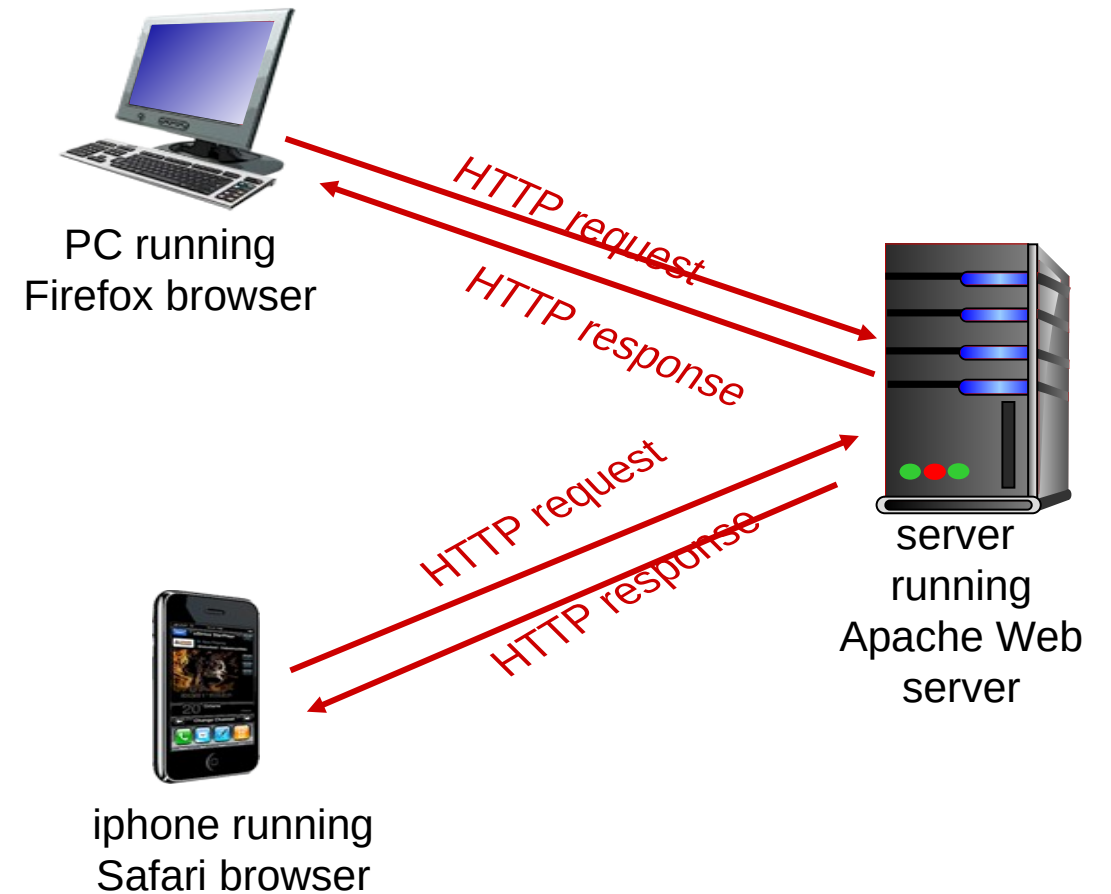 HTTP request
PC running
Firefox browser
HTTP response
HTTP request
server
running
Apache Web
server
HTTP response
iphone running
Safari browser